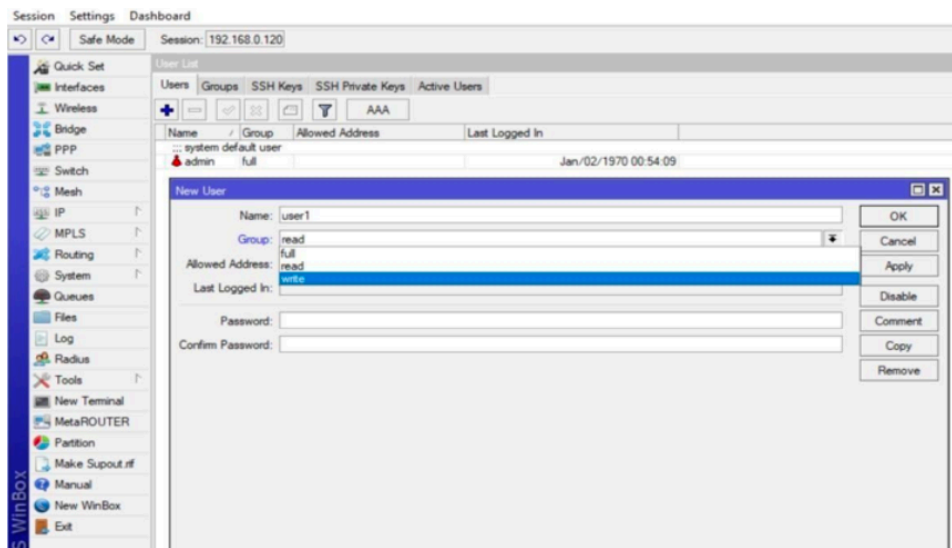 Session Settings Dashboard
Safe Mode Session: 192.168.0.120
Quick Set
Interfaces
Wireless
Bridge
PPP
Switch
Mesh
IP
MPLS
Routing
System
Queues
Files
Log
Radius
Tools
New Terminal
MetaROUTER
Partition
Make Supout.rif
Manual
New WinBox
Exit
S WinBox
User List
Users Groups SSH Keys SSH Private Keys Active Users
AAA
Name / Group Allowed Address Last Logged In
::: system default user
admin full Jan/02/1970 00:54:09
New User
Name: user1
Group: read
full
Allowed Address: read
write
Last Logged In:
Password:
Confirm Password:
OK
Cancel
Apply
Disable
Comment
Copy
Remove